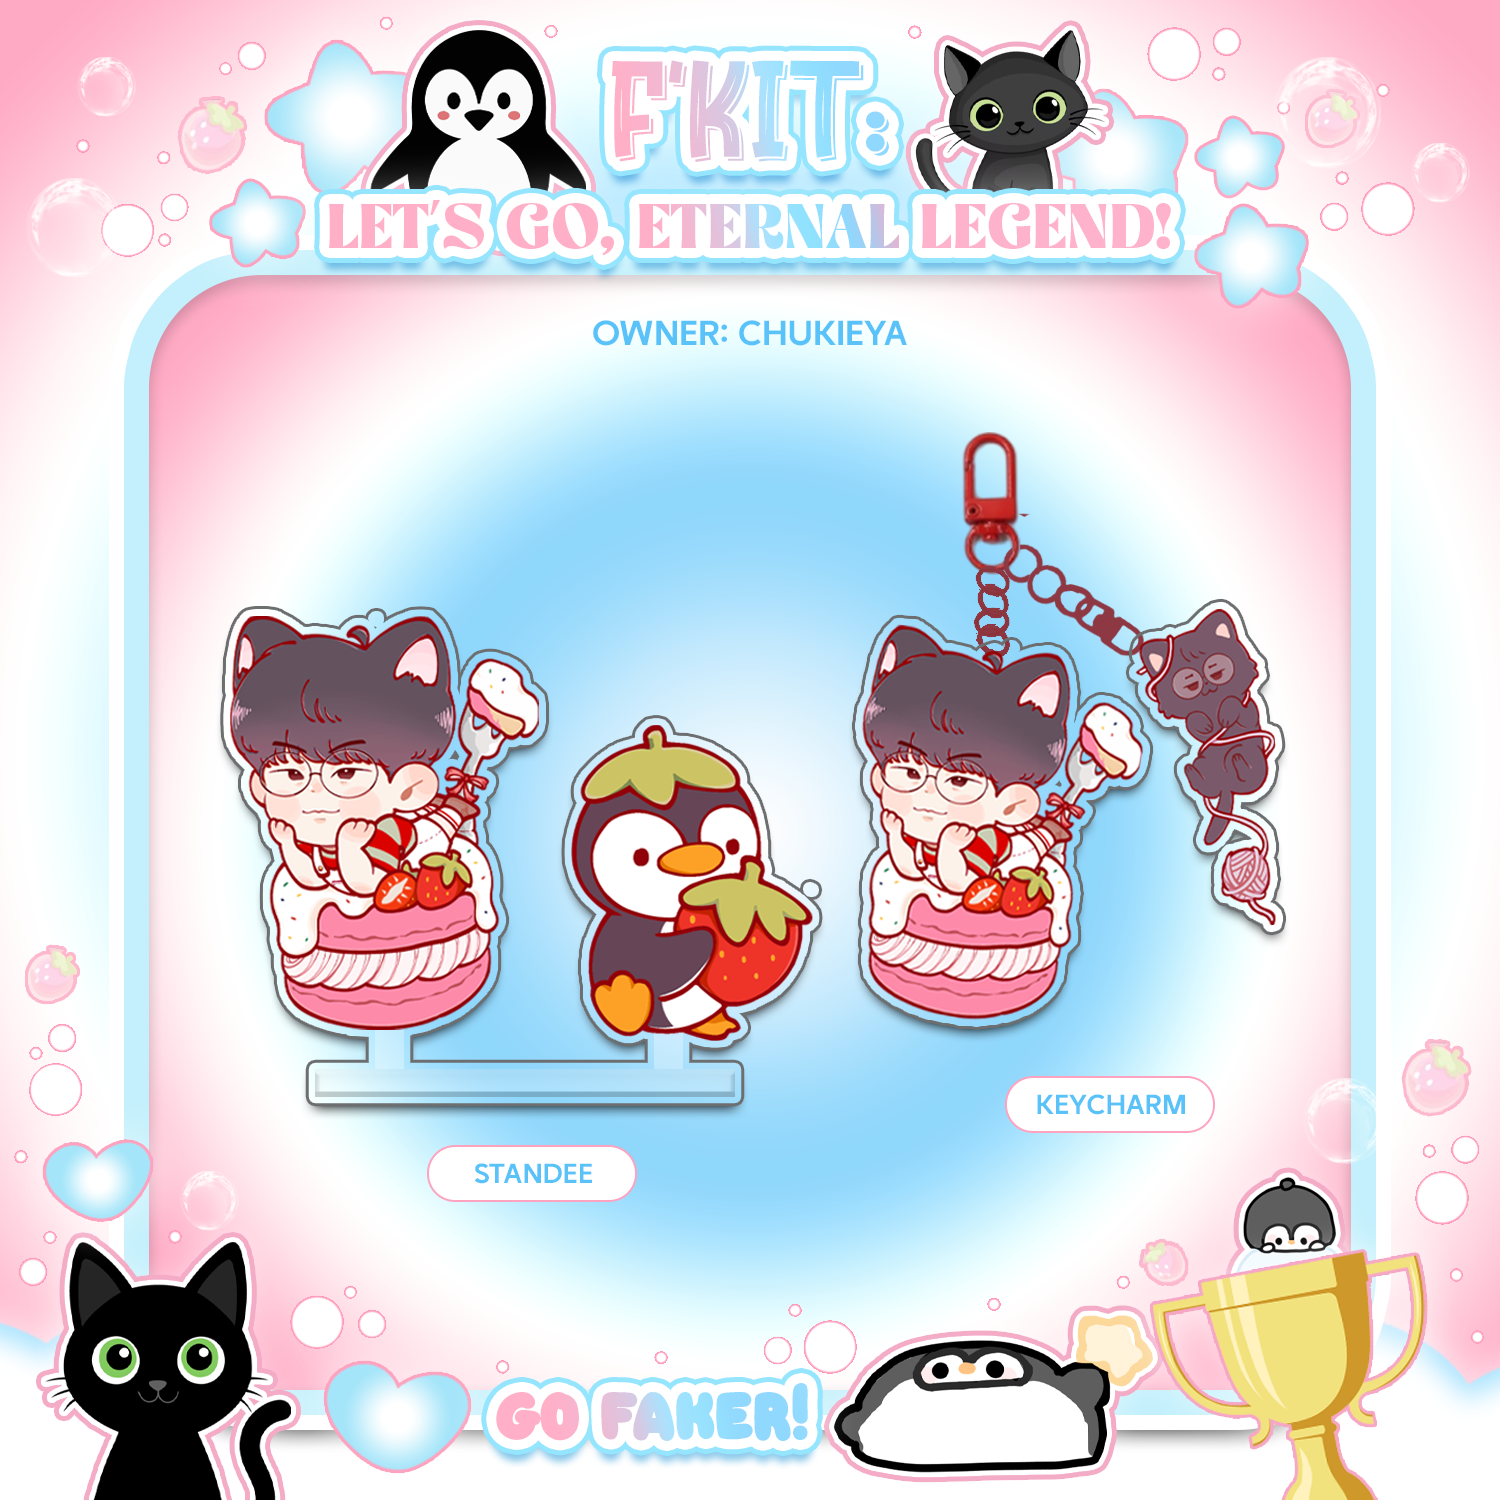 F'KIT:
LET'S GO, ETERNAL LEGEND!
OWNER: CHUKIEYA
KEYCHARM
STANDEE
GO FAKER!